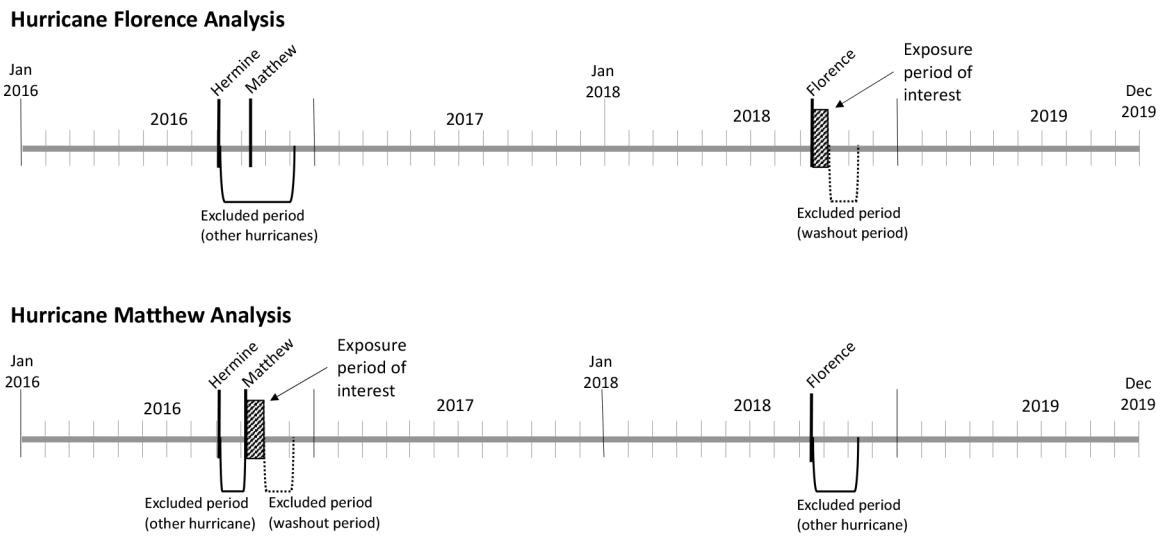 Hurricane Florence Analysis
Jan
2016
2016
Hermine
Matthew
2017
Jan
2018
2018
Florence
Exposure
period of
interest
2019
Dec
2019
Excluded period
(other hurricanes)
Excluded period
(washout period)
Hurricane Matthew Analysis
Jan
2016
2016
Hermine
Matthew
Exposure
period of
interest
2017
Jan
2018
2018
Florence
2019
Dec
2019
Excluded period
(other hurricane)
Excluded period
(washout period)
Excluded period
(other hurricane)